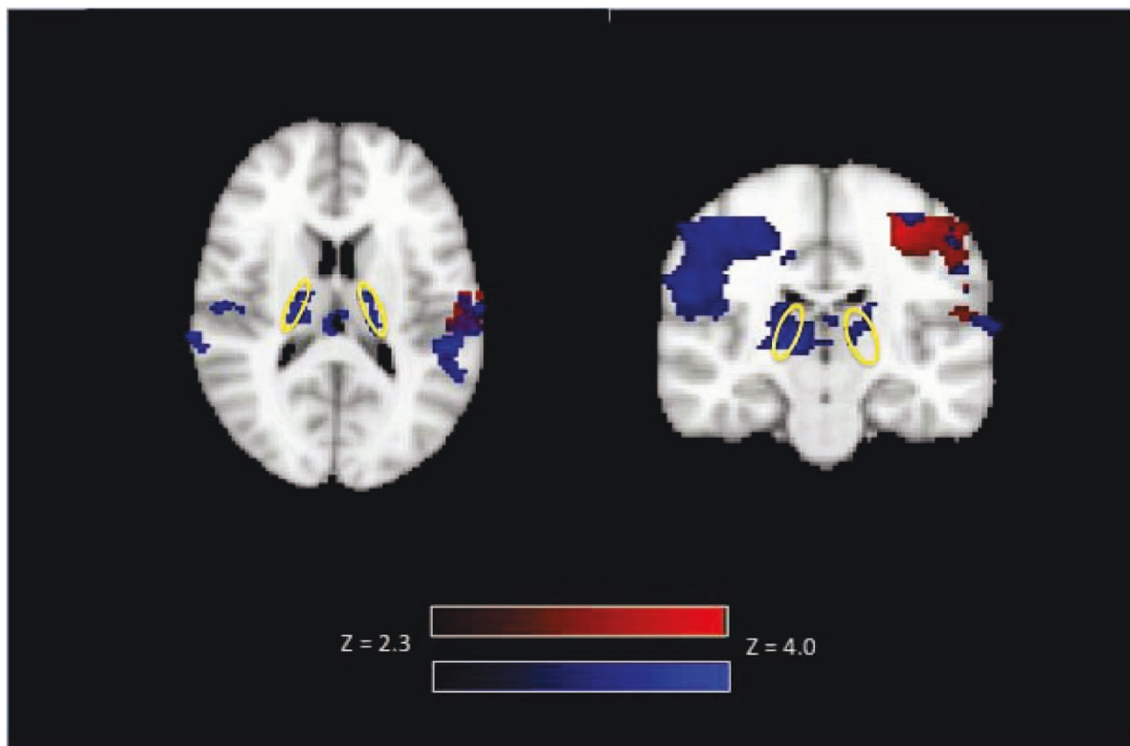 Z = 2.3
Z = 4.0